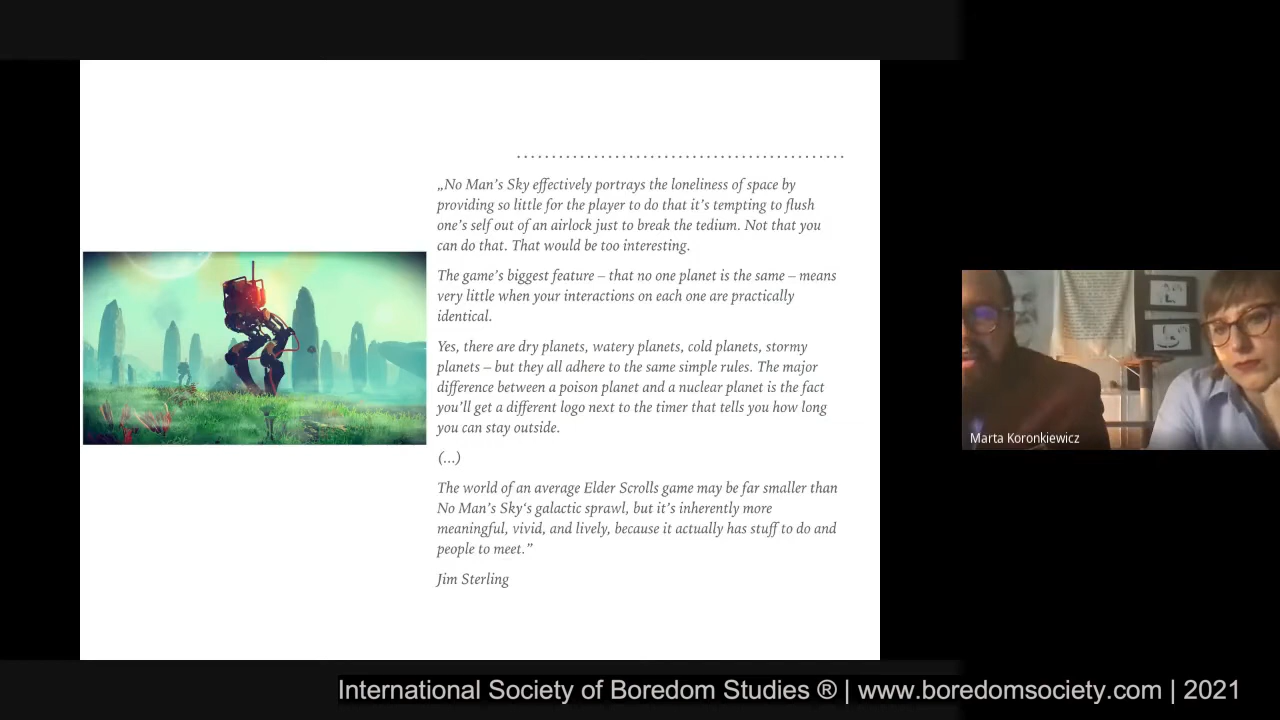 „No Man’s Sky effectively portrays the loneliness of space by
providing so little for the player to do that it’s tempting to flush
one’s self out of an airlock just to break the tedium. Not that you
can do that. That would be too interesting.
The game’s biggest feature – that no one planet is the same – means
very little when your interactions on each one are practically
identical.
Yes, there are dry planets, watery planets, cold planets, stormy
planets – but they all adhere to the same simple rules. The major
difference between a poison planet and a nuclear planet is the fact
you’ll get a different logo next to the timer that tells you how long
you can stay outside.
(...)
The world of an average Elder Scrolls game may be far smaller than
No Man’s Sky‘s galactic sprawl, but it’s inherently more
meaningful, vivid, and lively, because it actually has stuff to do and
people to meet.”
Jim Sterling
Marta Koronkiewicz
International Society of Boredom Studies ® | www.boredomsociety.com | 2021